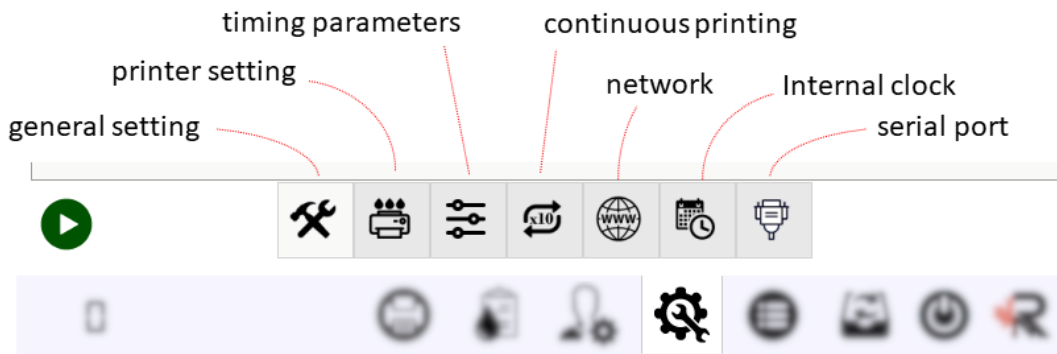 timing parameters
continuous printing
printer setting
network
Internal clock
general setting
serial port
x10
www